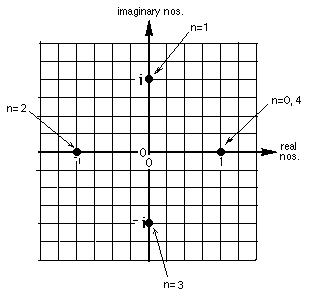 imaginary nos.
n=1
i
n=0, 4
n=2
0
real
nos.
-1
0
1
-i
n=3